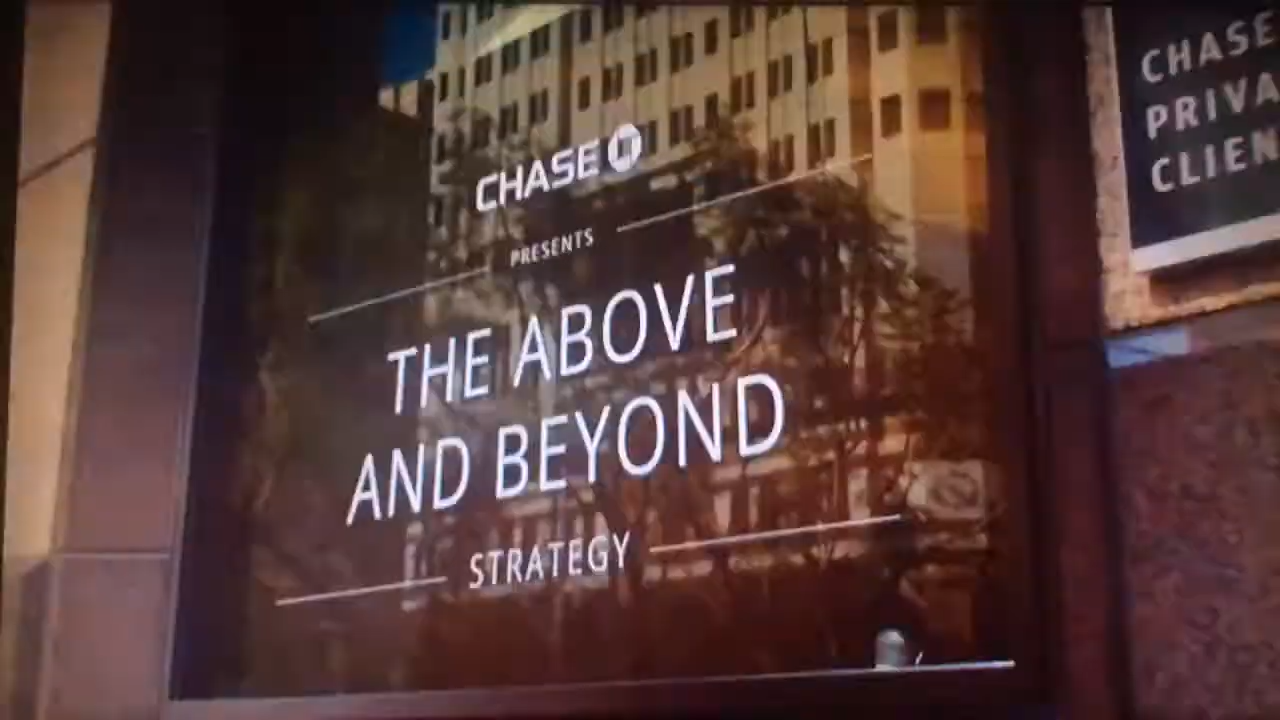 CHASE
PRESENTS
THE ABOVE
AND BEYOND
STRATEGY
CHASE
PRIVA
CLIEN